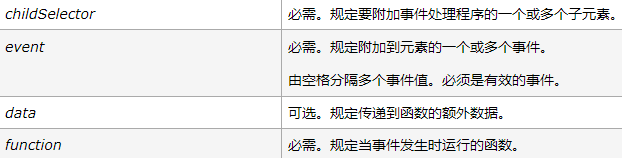 childSelector 必需。规定要附加事件处理程序的一个或多个子元素。
event 必需。规定附加到元素的一个或多个事件。
由空格分隔多个事件值。必须是有效的事件。
data 可选。规定传递到函数的额外数据。
function 必需。规定当事件发生时运行的函数。